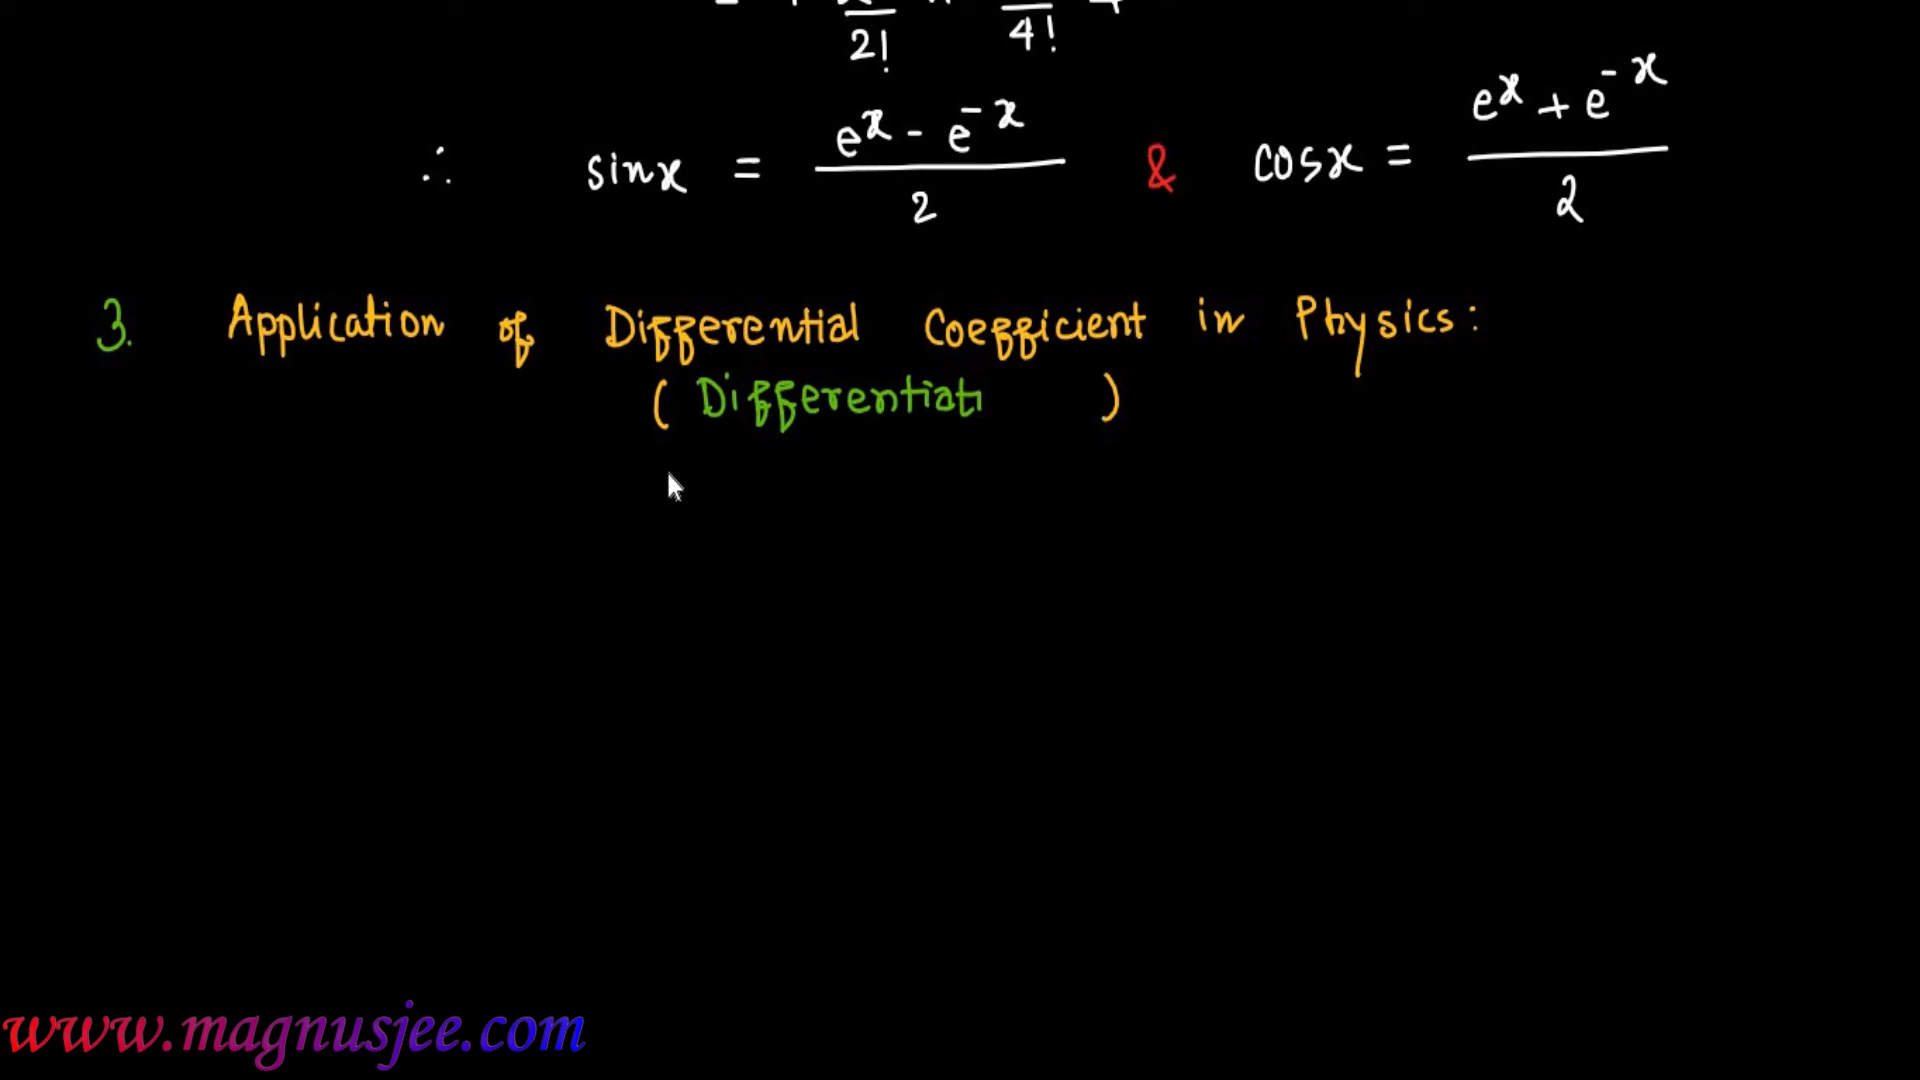 2! 4! +
∴ sinx = (e^x - e^-x)/2 & cosx = (e^x + e^-x)/2
3. Application of Differential Coefficient in Physics:
( Differentiati )
www.magnusjee.com